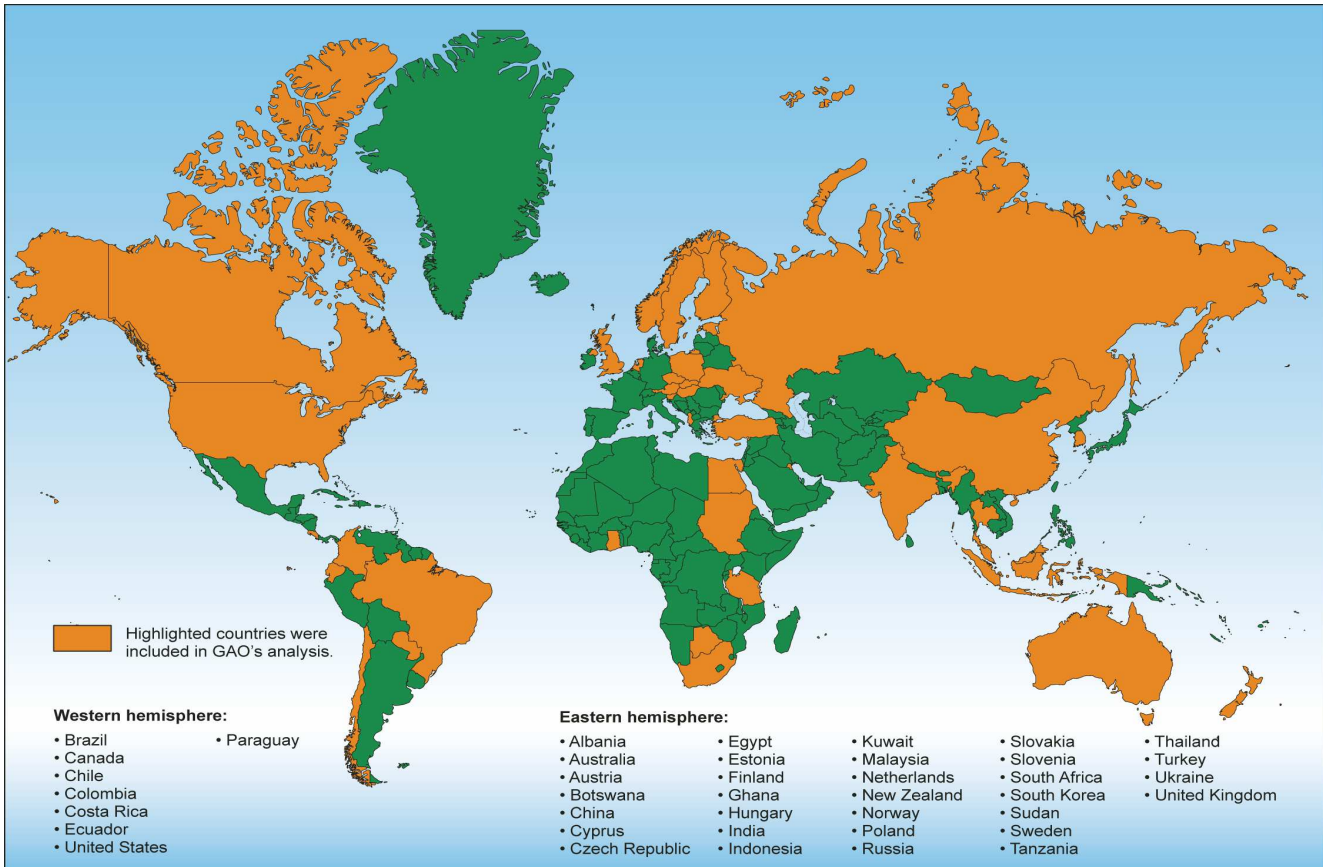 Highlighted countries were
included in GAO's analysis.
Western hemisphere:
• Brazil
• Canada
• Chile
• Colombia
• Costa Rica
• Ecuador
• United States
• Paraguay
Eastern hemisphere:
• Albania
• Australia
• Austria
• Botswana
• China
• Cyprus
• Czech Republic
• Egypt
• Estonia
• Finland
• Ghana
• Hungary
• India
• Indonesia
• Kuwait
• Malaysia
• Netherlands
• New Zealand
• Norway
• Poland
• Russia
• Slovakia
• Slovenia
• South Africa
• South Korea
• Sudan
• Sweden
• Tanzania
• Thailand
• Turkey
• Ukraine
• United Kingdom